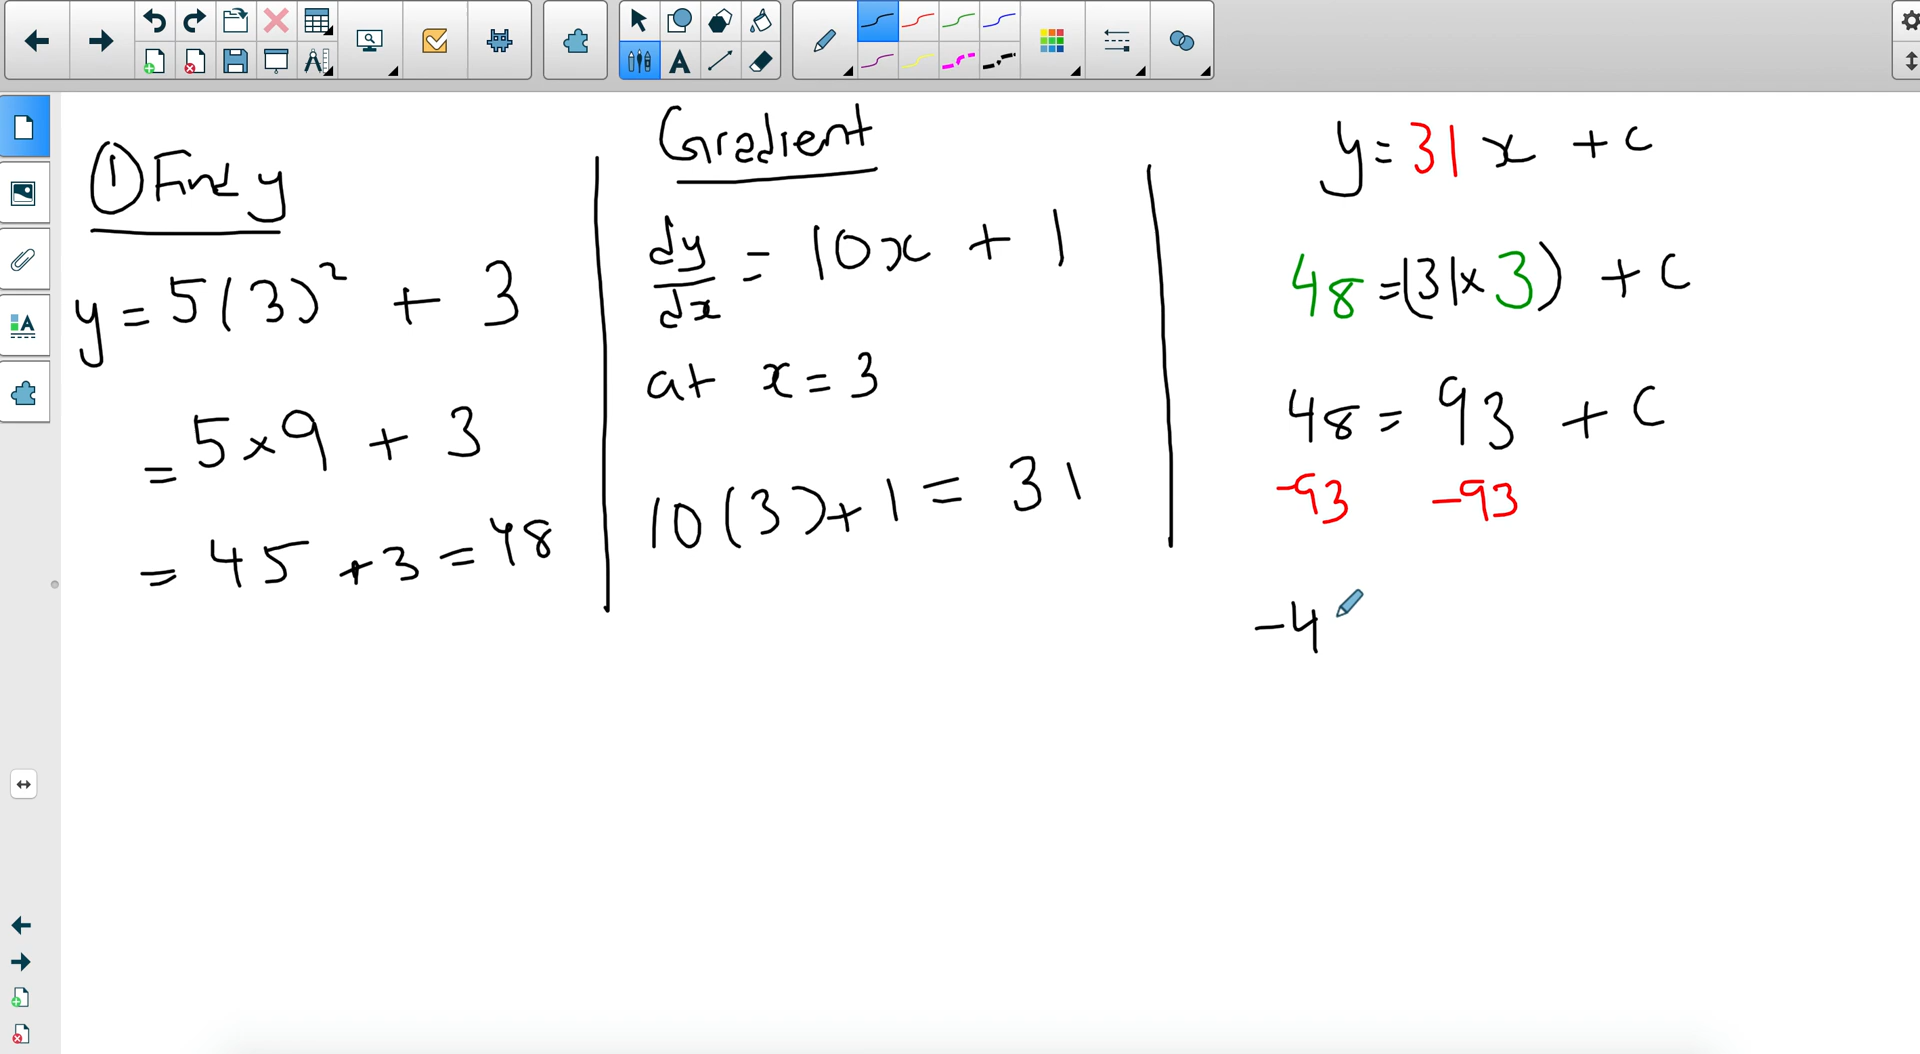 ① Find y
y = 5(3)² + 3
= 5 × 9 + 3
= 45 + 3 = 48
Gradient
dy/dx = 10x + 1
at x = 3
10(3) + 1 = 31
y = 31x + c
48 = (31 × 3) + c
48 = 93 + c
-93 -93
-4